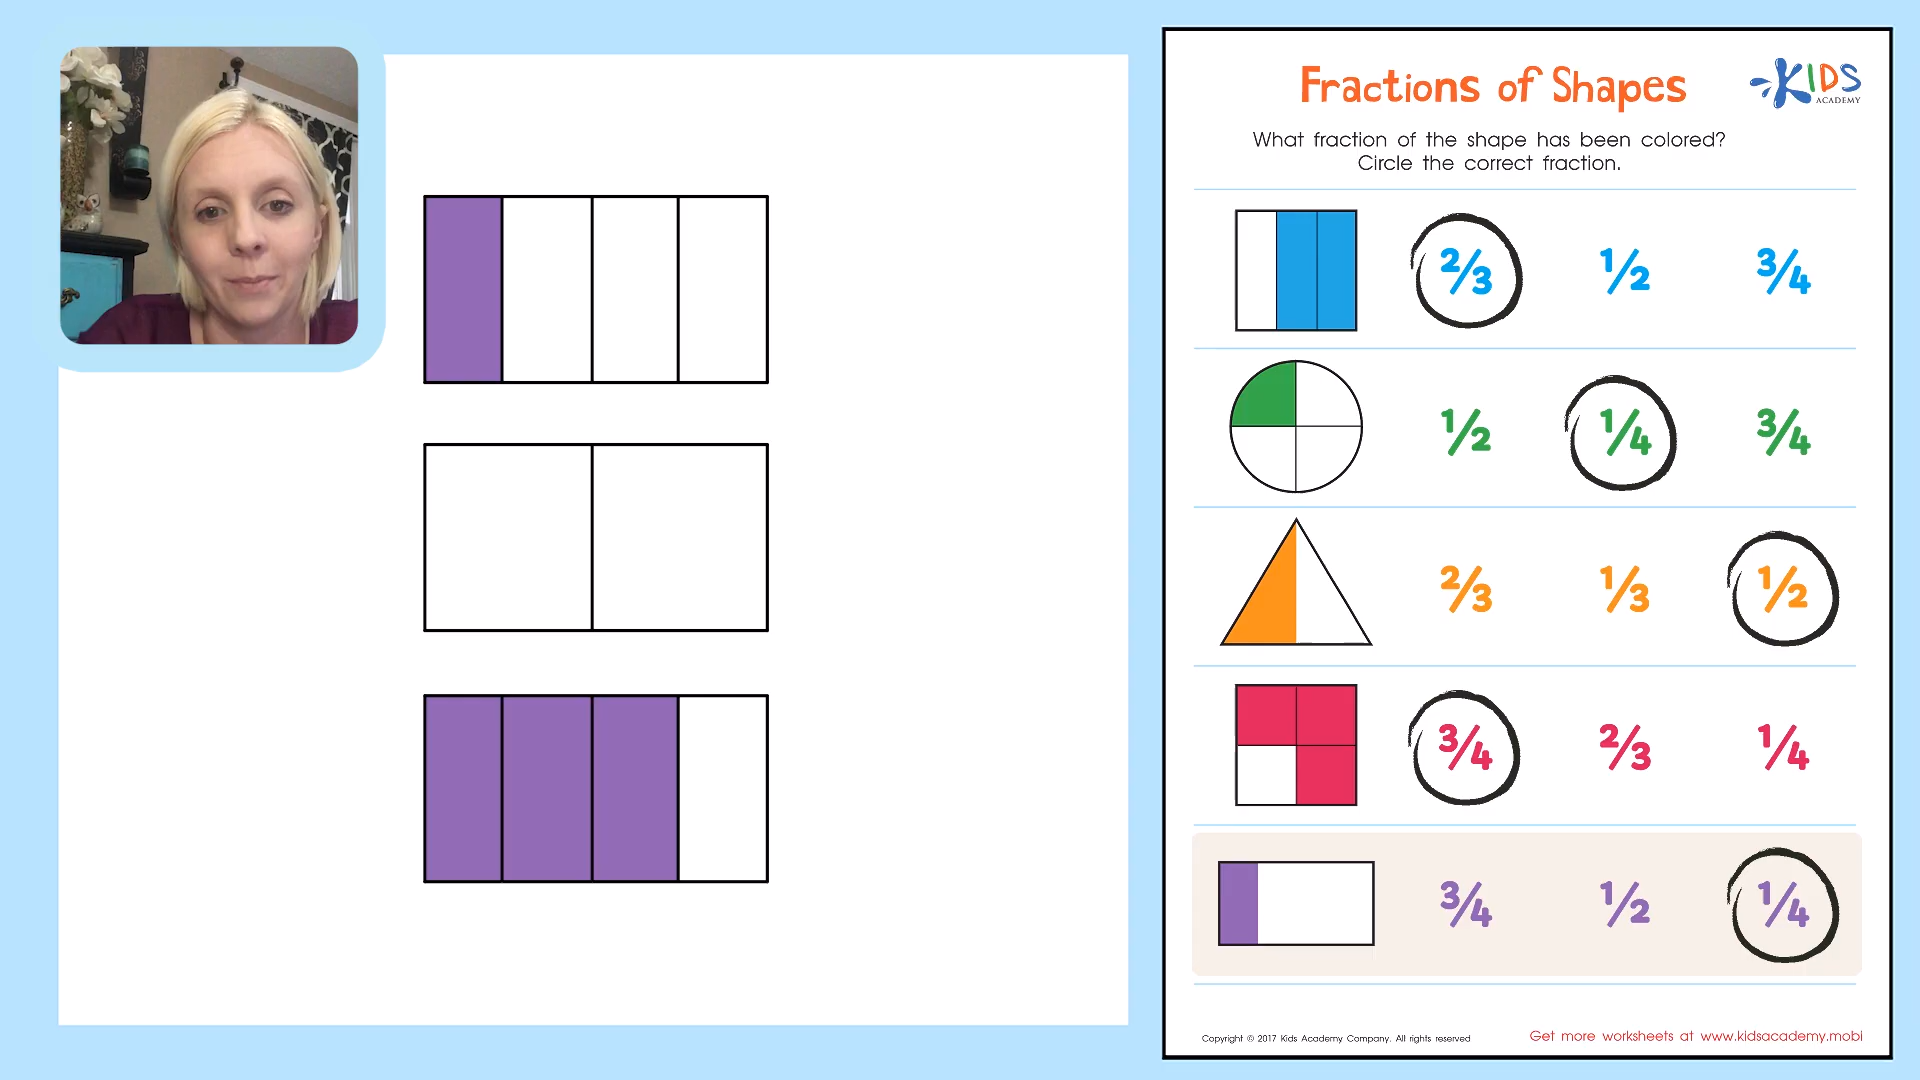 Fractions of Shapes
KIDS
ACADEMY
What fraction of the shape has been colored?
Circle the correct fraction.
2/3 1/2 3/4
1/2 1/4 3/4
2/3 1/3 1/2
3/4 2/3 1/4
3/4 1/2 1/4
Copyright © 2017 Kids Academy Company. All rights reserved
Get more worksheets at www.kidsacademy.mobi